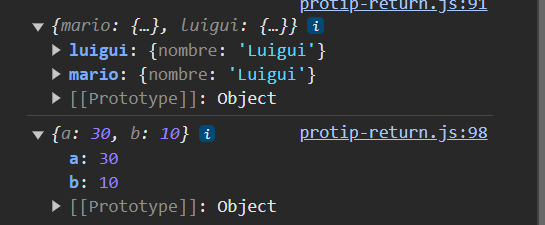 protip-return.js:91
▼ {mario: {…}, luigui: {…}} i
▶ luigui: {nombre: 'Luigui'}
▶ mario: {nombre: 'Luigui'}
▶ [[Prototype]]: Object
▼ {a: 30, b: 10} i protip-return.js:98
a: 30
b: 10
▶ [[Prototype]]: Object